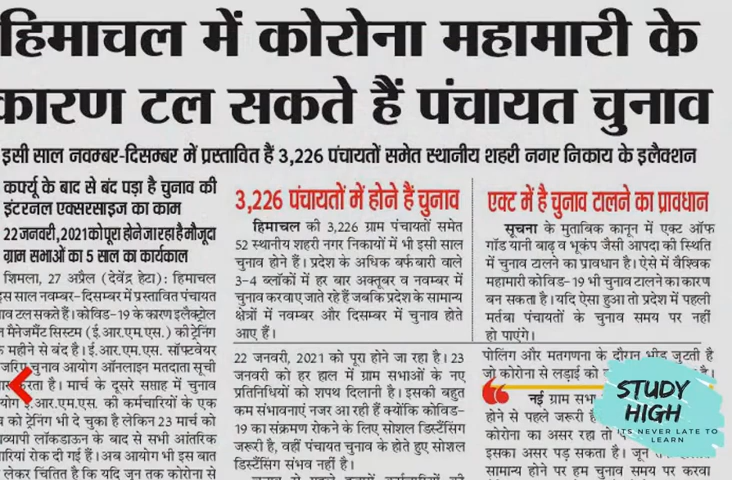 हिमाचल में कोरोना महामारी के
कारण टल सकते हैं पंचायत चुनाव
इसी साल नवम्बर-दिसम्बर में प्रस्तावित हैं 3,226 पंचायतों समेत स्थानीय शहरी नगर निकाय के इलैक्शन
कर्फ्यू के बाद से बंद पड़ा है चुनाव की
इंटरनल एक्सरसाइज का काम
22 जनवरी, 2021 को पूरा होने जा रहा है मौजूदा
ग्राम सभाओं का 5 साल का कार्यकाल
शिमला, 27 अप्रैल (देवेंद्र हेटा): हिमाचल
इस साल नवम्बर-दिसम्बर में प्रस्तावित पंचायत
टल सकते हैं। कोविड-19 के कारण इलैक्ट्रोल
मैनेजमैंट सिस्टम (ई.आर.एम.एस.) की ट्रेनिंग
महीने से बंद है। ई.आर.एम.एस. सॉफ्टवेयर
जरिए चुनाव आयोग ऑनलाइन मतदाता सूची
करता है। मार्च के दूसरे सप्ताह में चुनाव
ई.आर.एम.एस. की कर्मचारियों के एक
को ट्रेनिंग भी दे चुका है लेकिन 23 मार्च को
लाकडाऊन के बाद से सभी आंतरिक
रोक दी गई हैं। अब आयोग भी इस बात
लेकर चिंतित है कि यदि जून तक कोरोना से
3,226 पंचायतों में होने हैं चुनाव
हिमाचल की 3,226 ग्राम पंचायतों समेत
52 स्थानीय शहरी नगर निकायों में भी इसी साल
चुनाव होने हैं। प्रदेश के अधिक बर्फबारी वाले
3-4 ब्लॉकों में हर बार अक्तूबर व नवम्बर में
चुनाव करवाए जाते रहे हैं जबकि प्रदेश के सामान्य
क्षेत्रों में नवम्बर और दिसम्बर में चुनाव होते
आए हैं।
22 जनवरी, 2021 को पूरा होने जा रहा है। 23
जनवरी को हर हाल में ग्राम सभाओं के नए
प्रतिनिधियों को शपथ दिलानी है। इसकी बहुत
कम संभावनाएं नजर आ रही हैं क्योंकि कोविड-
19 का संक्रमण रोकने के लिए सोशल डिस्टैंसिंग
जरूरी है, वहीं पंचायत चुनाव के होते हुए सोशल
डिस्टैंसिंग संभव नहीं है।
एक्ट में है चुनाव टालने का प्रावधान
सूचना के मुताबिक कानून में एक्ट ऑफ
गॉड यानी बाढ़ व भूकंप जैसी आपदा की स्थिति
में चुनाव टालने का प्रावधान है। ऐसे में वैश्विक
महामारी कोविड-19 भी चुनाव टालने का कारण
बन सकता है। यदि ऐसा हुआ तो प्रदेश में पहली
मर्तबा पंचायतों के चुनाव समय पर नहीं
हो पाएंगे।
पोलिंग और मतगणना के दौरान भीड़ जुटती है
जो कोरोना से लड़ाई को
नई ग्राम सभा
होने से पहले जरूरी है
कोरोना का असर रहा तो
इसका असर पड़ सकता है। जून
सामान्य होने पर हम चुनाव समय पर करवा
STUDY
HIGH
ITS NEVER LATE TO
LEARN